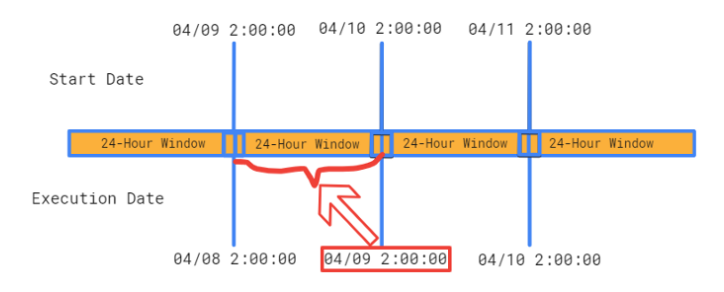 04/09 2:00:00 04/10 2:00:00 04/11 2:00:00
Start Date
24-Hour Window 24-Hour Window 24-Hour Window 24-Hour Window
Execution Date
04/08 2:00:00 04/09 2:00:00 04/10 2:00:00